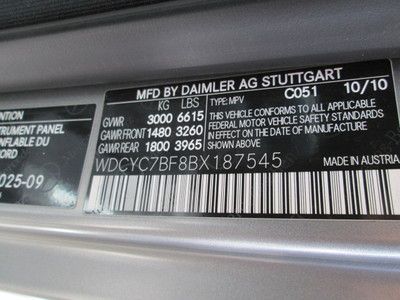 MFD BY DAIMLER AG STUTTGART
KG LBS TYPE: MPV C051 10/10
GVWR 3000 6615 THIS VEHICLE CONFORMS TO ALL APPLICABLE
GAWR FRONT 1480 3260 FEDERAL MOTOR VEHICLE SAFETY STANDARDS
GAWR REAR 1800 3965 IN EFFECT ON THE DATE OF
MANUFACTURE SHOWN ABOVE.
WDCYC7BF8BX187545 MADE IN AUSTRIA
ENTION
STRUMENT PANEL
NFLABLE DU
ORD
025-09